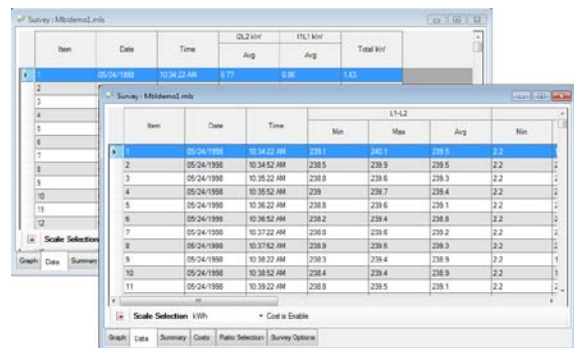 Survey : Mbldemo1.mls
Item Date Time I2L2 kW I1L1 kW Total kW
Avg Avg
1 05/24/1998 10:34:22 AM 0.77 0.86 1.63
2
3
4
5
6
7
8
9
10
11
12
Scale Selection
Graph Data Summary
Survey : Mbldemo1.mls
L1-L2
Item Date Time Min Max Avg Min
1 05/24/1998 10:34:22 AM 239.1 240.1 239.5 2.2
2 05/24/1998 10:34:52 AM 238.5 239.9 239.5 2.2
3 05/24/1998 10:35:22 AM 238.8 239.6 239.3 2.2
4 05/24/1998 10:35:52 AM 239 239.7 239.4 2.2
5 05/24/1998 10:36:22 AM 238.8 239.6 239.1 2.2
6 05/24/1998 10:36:52 AM 238.2 239.4 238.8 2.2
7 05/24/1998 10:37:22 AM 238.8 239.6 239.2 2.2
8 05/24/1998 10:37:52 AM 238.9 239.5 239.3 2.2
9 05/24/1998 10:38:22 AM 238.3 239.4 238.9 2.2
10 05/24/1998 10:38:52 AM 238.4 239.4 238.9 2.2
11 05/24/1998 10:39:22 AM 238.8 239.5 239.1 2.2
Scale Selection kWh Cost is Enable
Graph Data Summary Costs Ratio Selection Survey Options